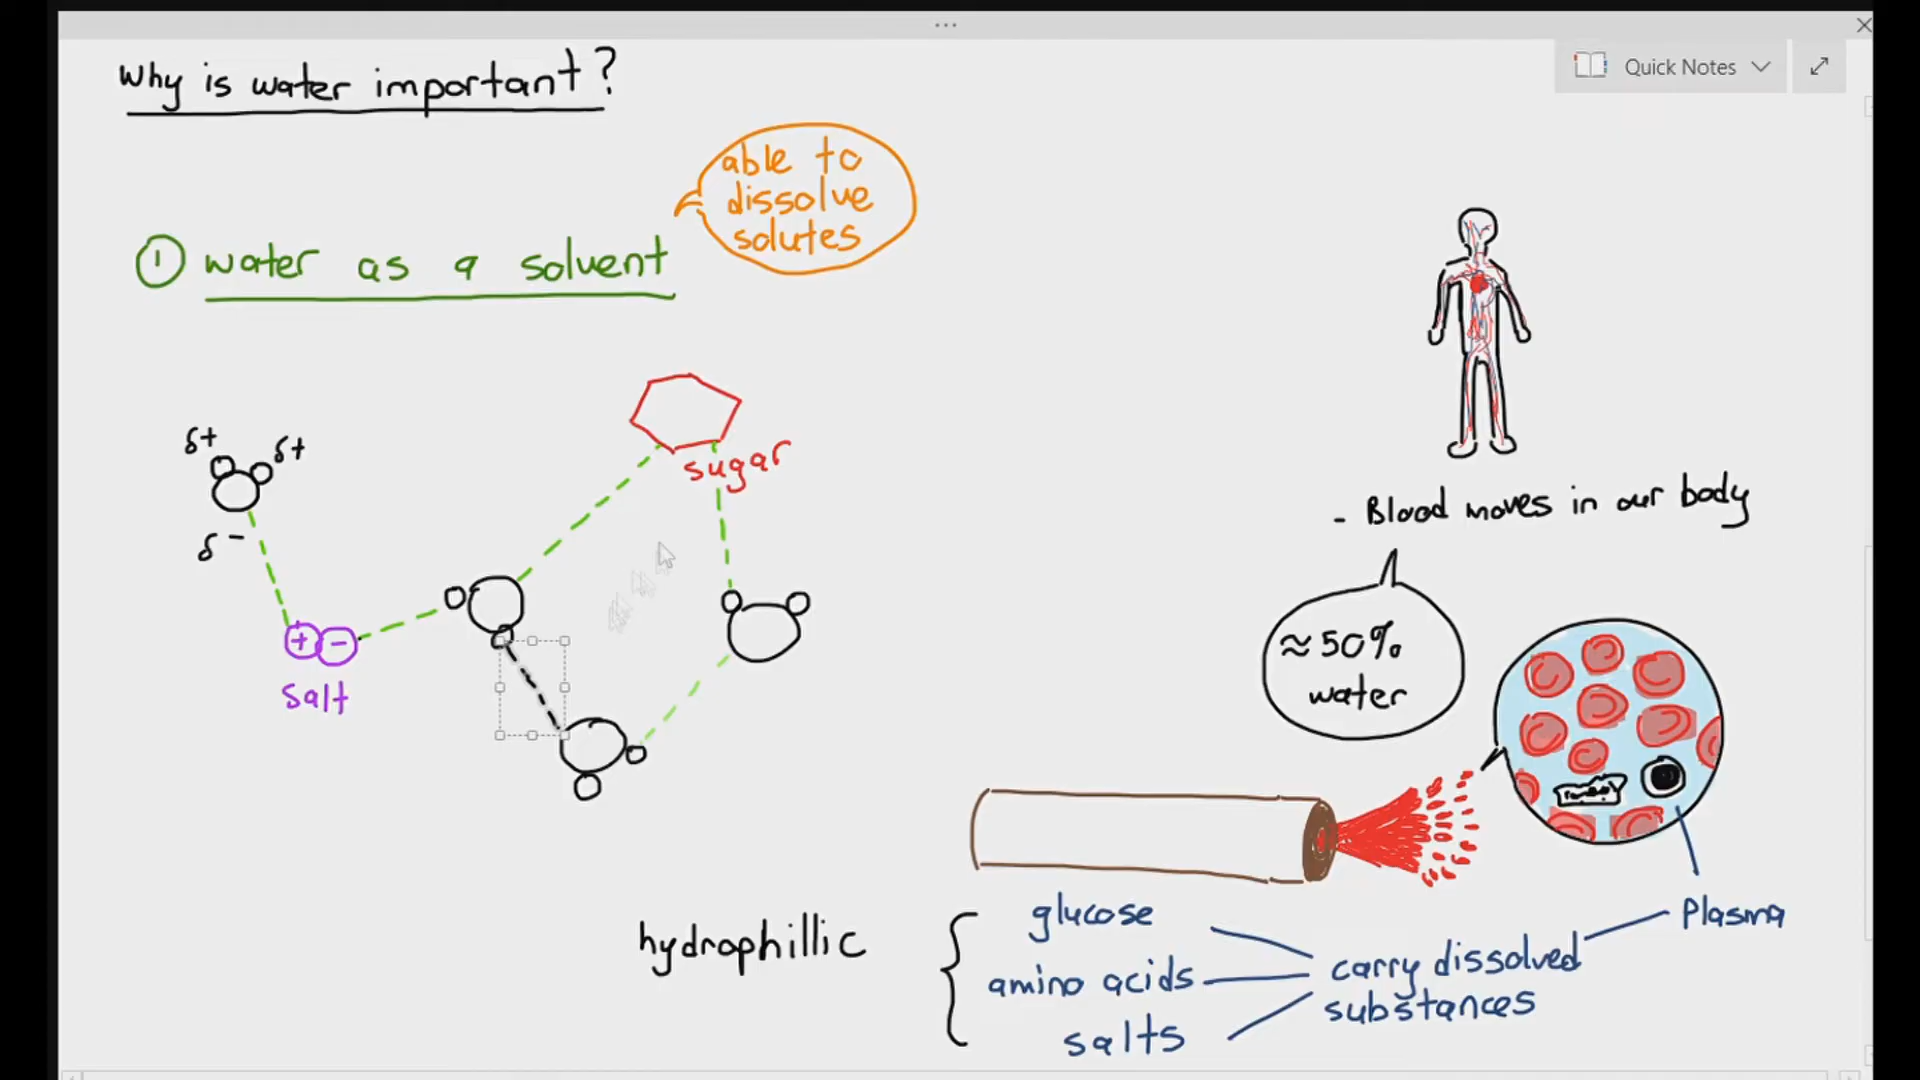 Why is water important?
Quick Notes
able to
dissolve
solutes
1 water as a solvent
δ+
δ+
δ-
sugar
+ -
salt
- Blood moves in our body
≈50%
water
Plasma
hydrophillic
glucose
amino acids
salts
carry dissolved
substances